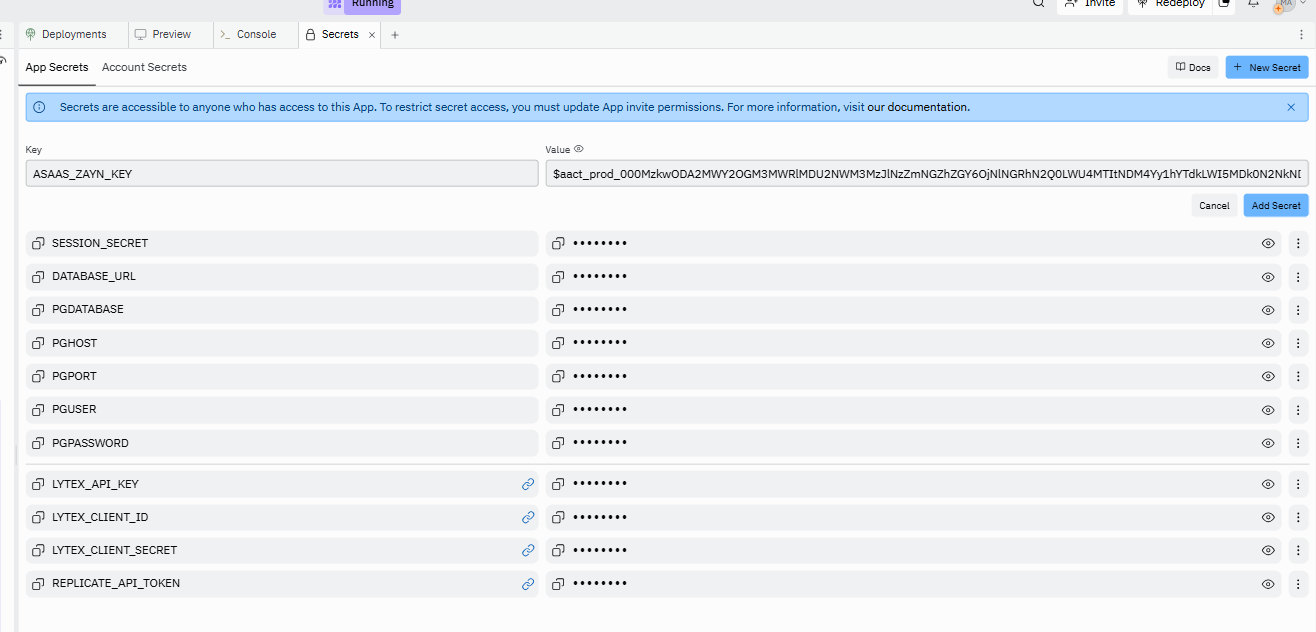 Running
Invite
Redeploy
MA
Deployments
Preview
>_ Console
Secrets ×
+
App Secrets
Account Secrets
Docs
+ New Secret
Secrets are accessible to anyone who has access to this App. To restrict secret access, you must update App invite permissions. For more information, visit our documentation.
Key
Value
ASAAS_ZAYN_KEY
Cancel
Add Secret
SESSION_SECRET ••••••••
DATABASE_URL ••••••••
PGDATABASE ••••••••
PGHOST ••••••••
PGPORT ••••••••
PGUSER ••••••••
PGPASSWORD ••••••••
LYTEX_API_KEY ••••••••
LYTEX_CLIENT_ID ••••••••
LYTEX_CLIENT_SECRET ••••••••
REPLICATE_API_TOKEN ••••••••